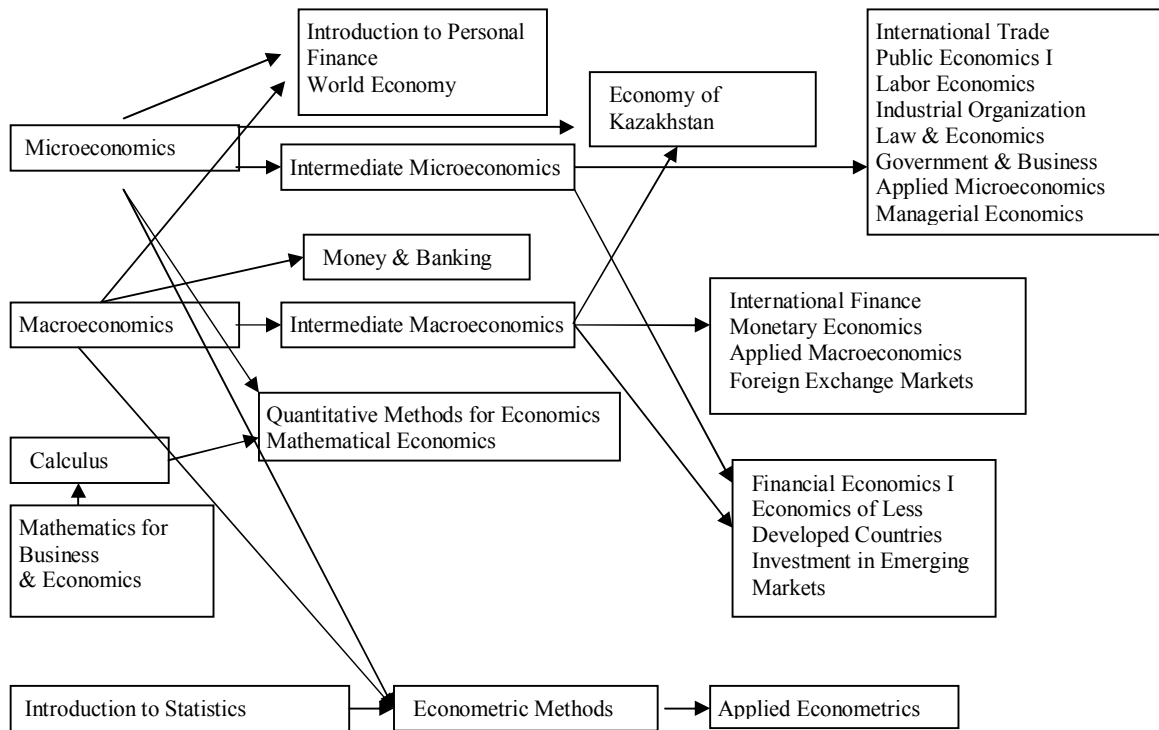 Introduction to Personal
Finance
World Economy
International Trade
Public Economics I
Labor Economics
Industrial Organization
Law & Economics
Government & Business
Applied Microeconomics
Managerial Economics
Economy of
Kazakhstan
Microeconomics
Intermediate Microeconomics
Money & Banking
Macroeconomics
Intermediate Macroeconomics
International Finance
Monetary Economics
Applied Macroeconomics
Foreign Exchange Markets
Quantitative Methods for Economics
Mathematical Economics
Calculus
Mathematics for
Business
& Economics
Financial Economics I
Economics of Less
Developed Countries
Investment in Emerging
Markets
Introduction to Statistics
Econometric Methods
Applied Econometrics